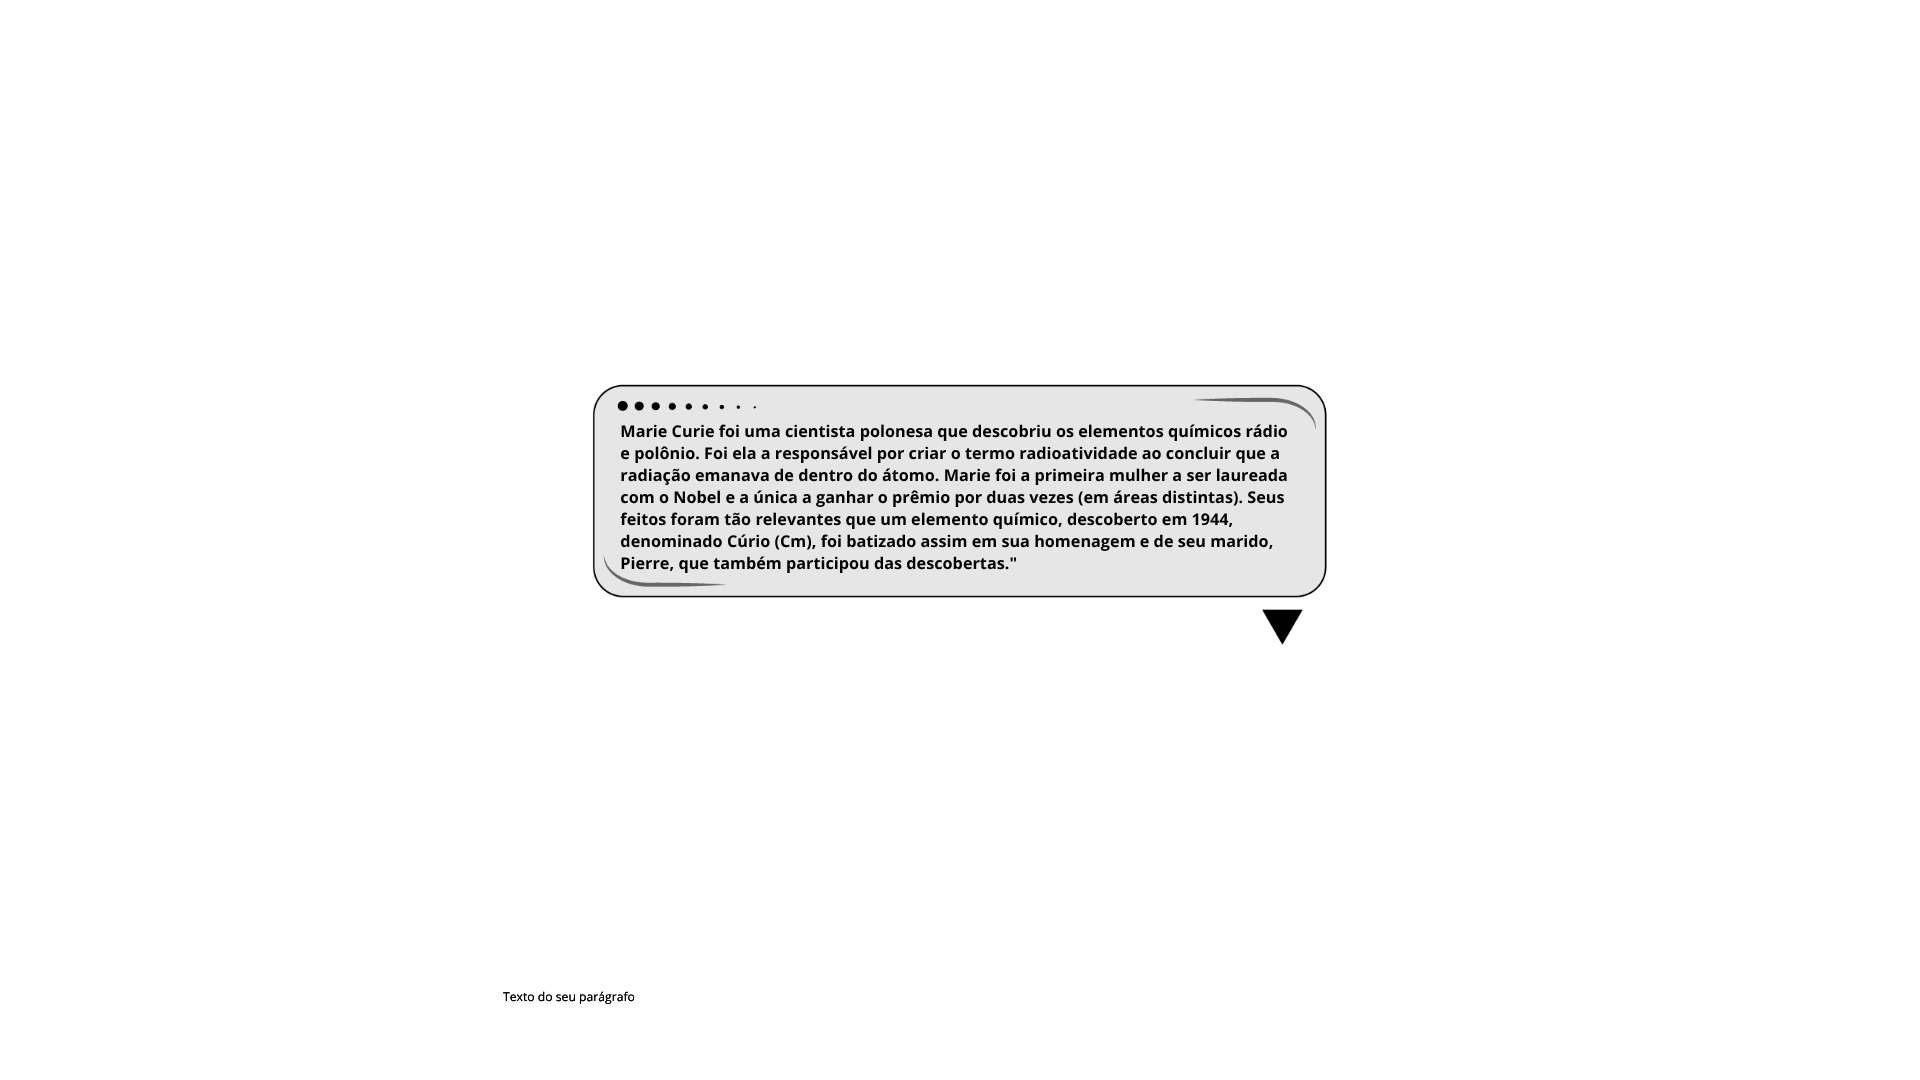 Marie Curie foi uma cientista polonesa que descobriu os elementos químicos rádio
e polônio. Foi ela a responsável por criar o termo radioatividade ao concluir que a
radiação emanava de dentro do átomo. Marie foi a primeira mulher a ser laureada
com o Nobel e a única a ganhar o prêmio por duas vezes (em áreas distintas). Seus
feitos foram tão relevantes que um elemento químico, descoberto em 1944,
denominado Cúrio (Cm), foi batizado assim em sua homenagem e de seu marido,
Pierre, que também participou das descobertas."
Texto do seu parágrafo